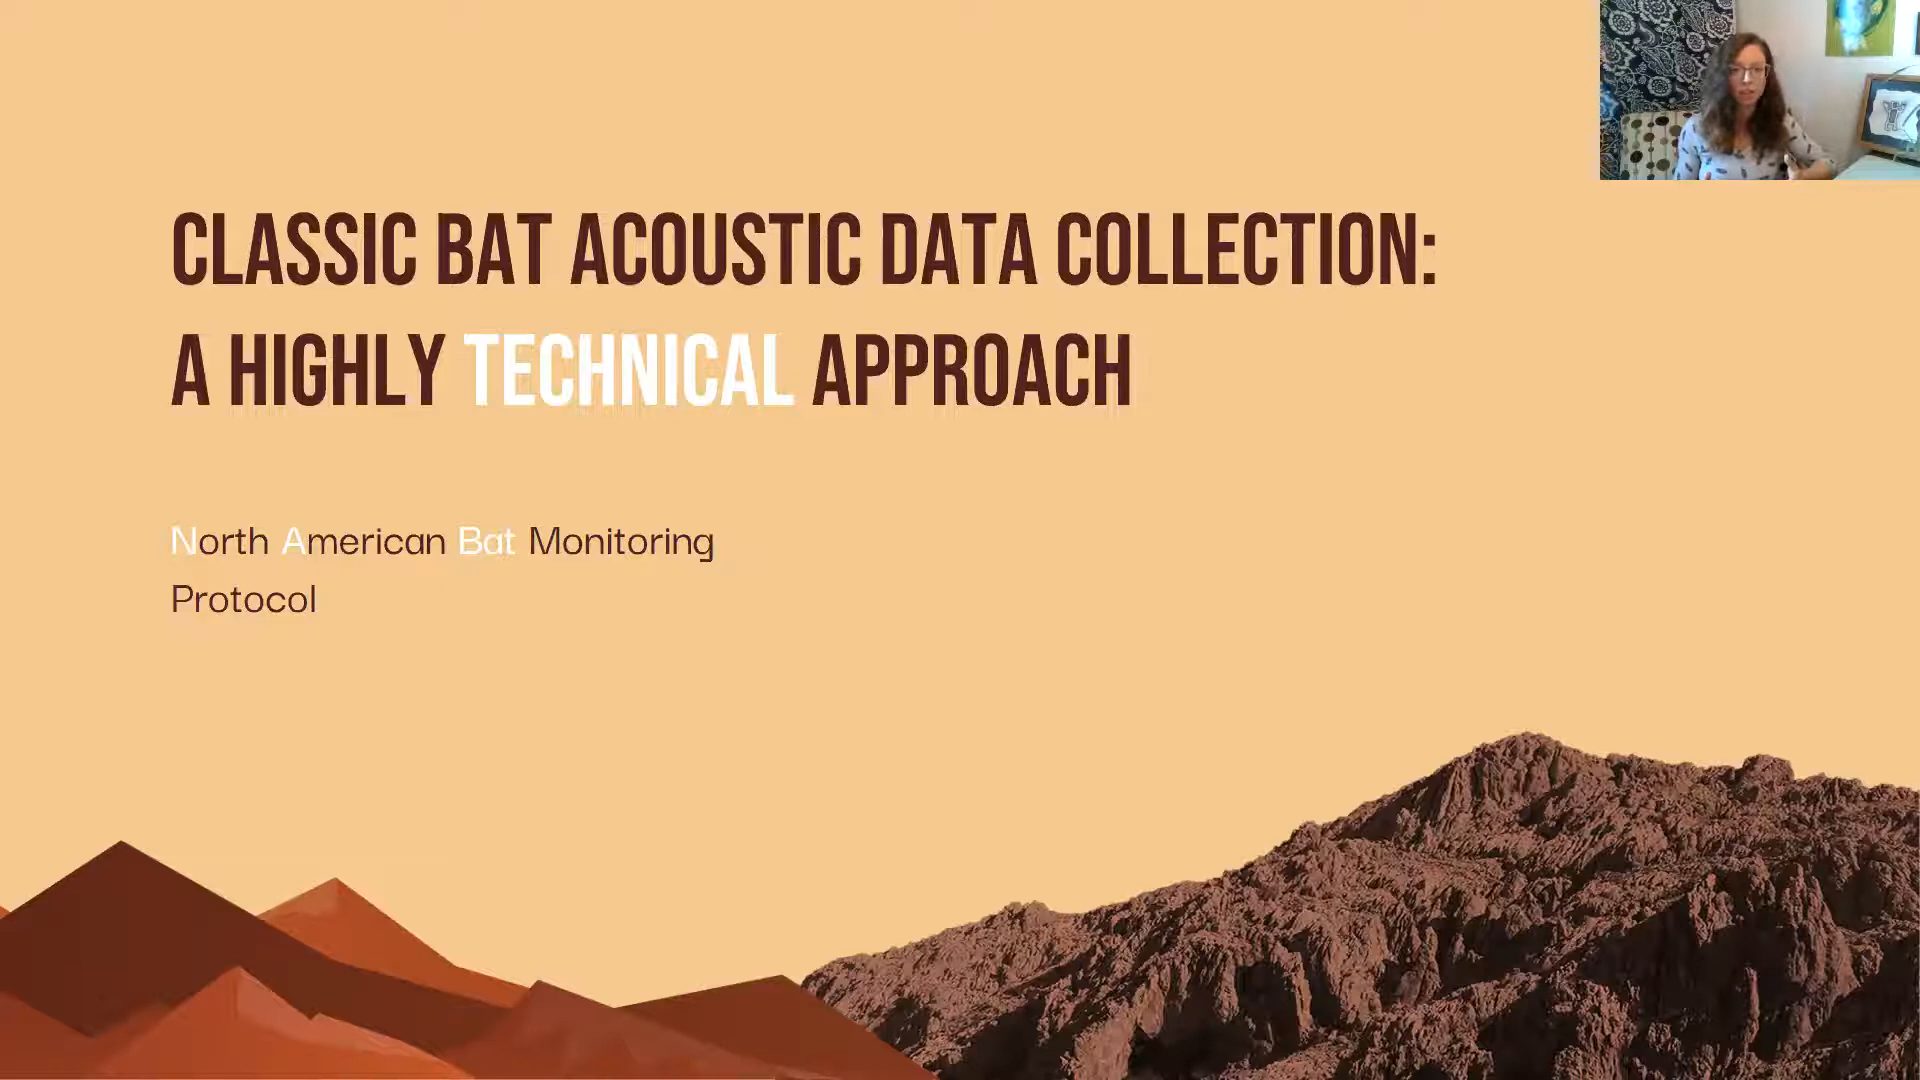 CLASSIC BAT ACOUSTIC DATA COLLECTION:
A HIGHLY TECHNICAL APPROACH
North American Bat Monitoring
Protocol